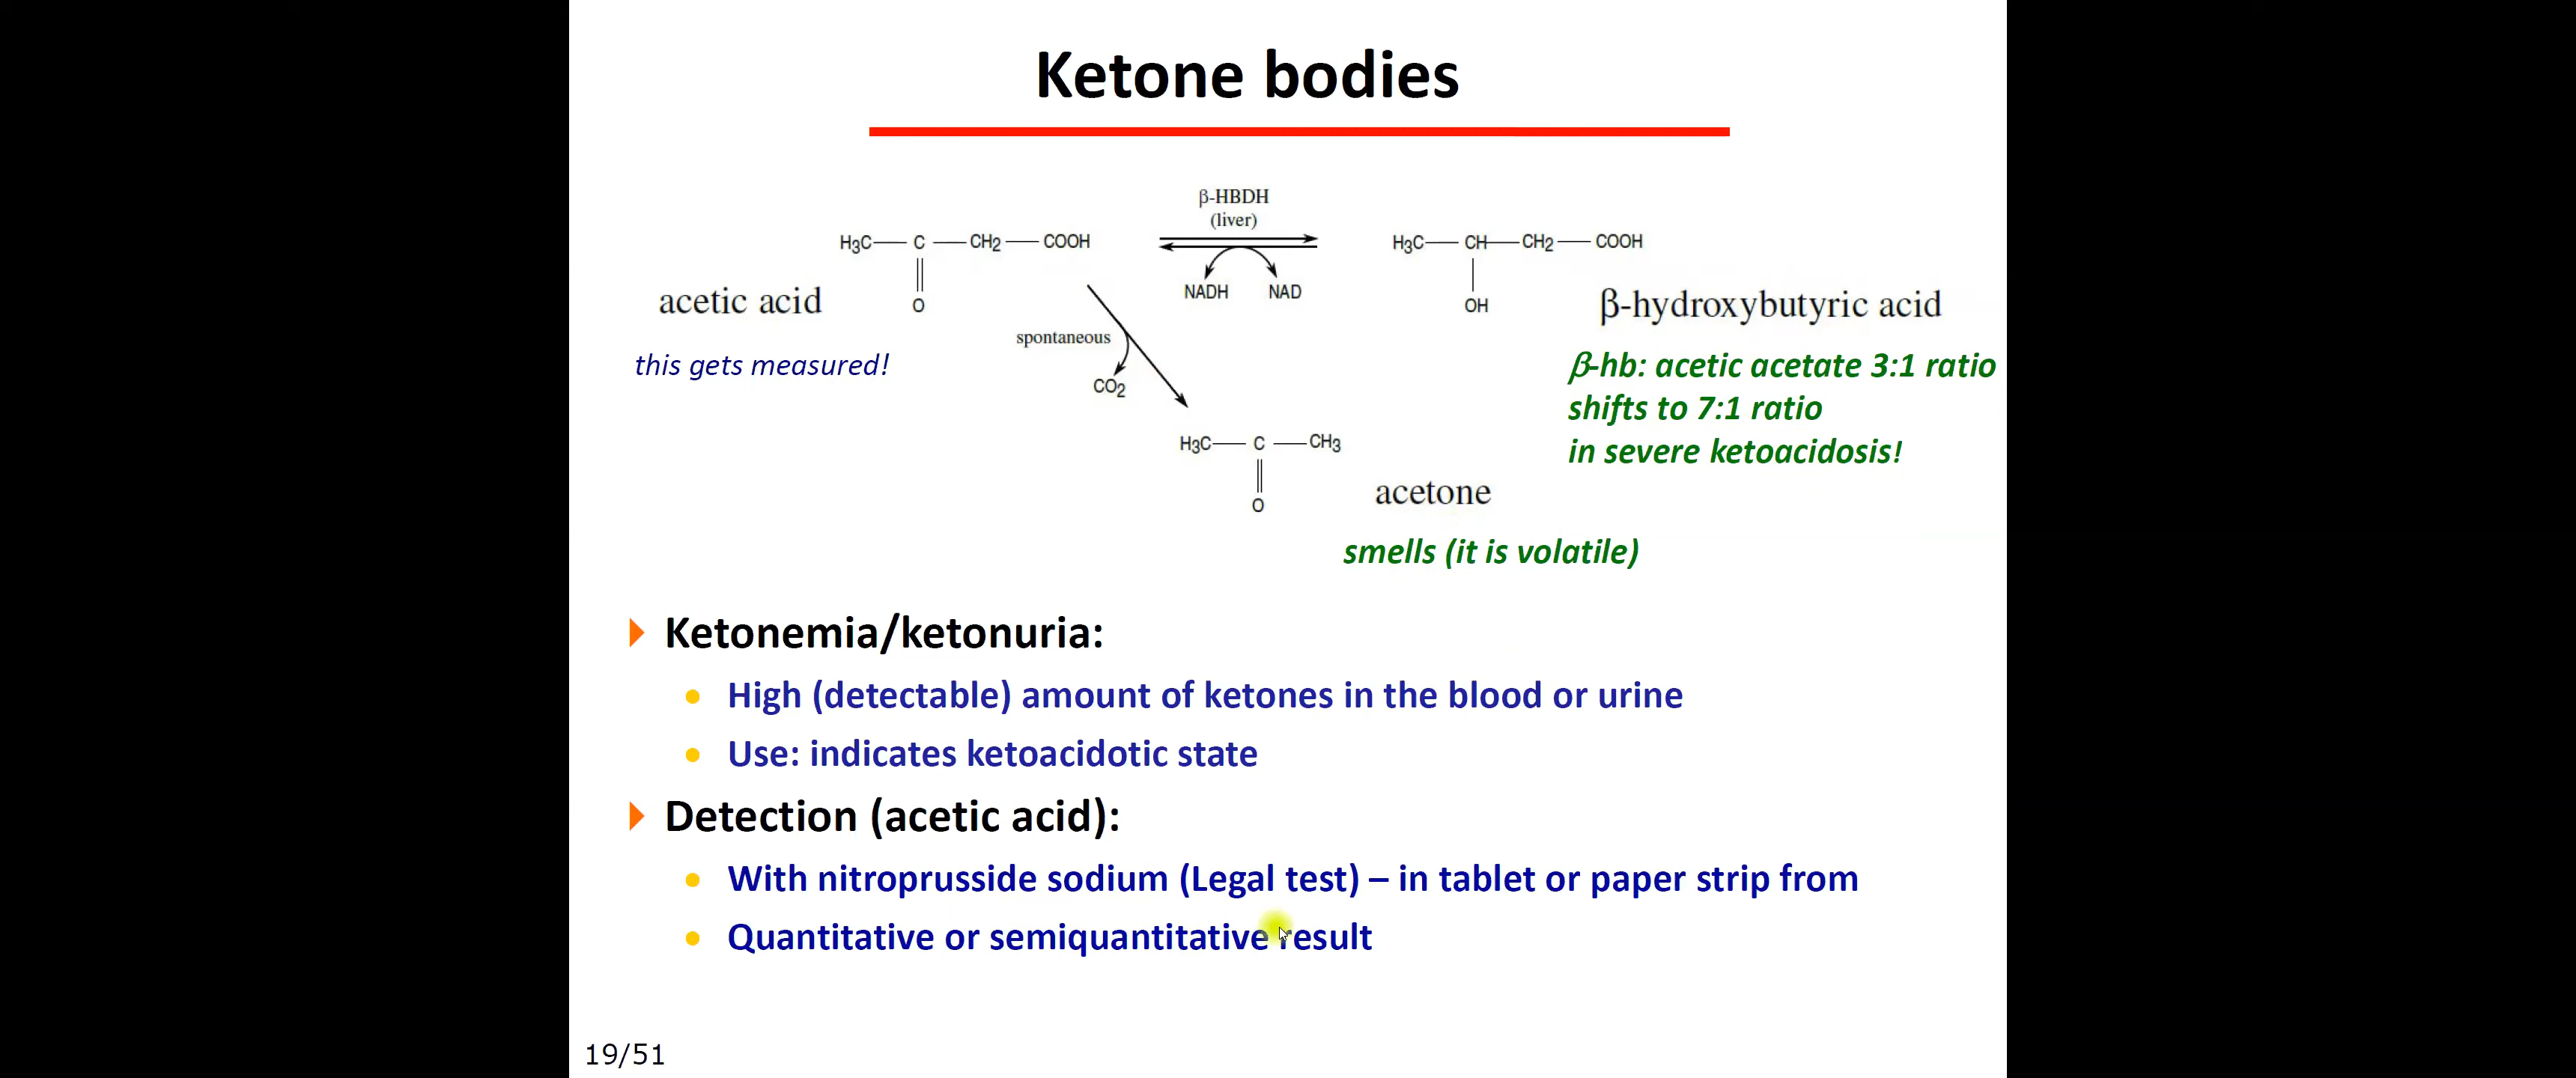 Ketone bodies
β-HBDH
(liver)
H3C — C — CH2 — COOH
O
NADH NAD
H3C — CH — CH2 — COOH
OH
acetic acid
β-hydroxybutyric acid
this gets measured!
spontaneous
CO2
β-hb: acetic acetate 3:1 ratio
shifts to 7:1 ratio
in severe ketoacidosis!
H3C — C — CH3
O
acetone
smells (it is volatile)
Ketonemia/ketonuria:
High (detectable) amount of ketones in the blood or urine
Use: indicates ketoacidotic state
Detection (acetic acid):
With nitroprusside sodium (Legal test) – in tablet or paper strip from
Quantitative or semiquantitative result
19/51